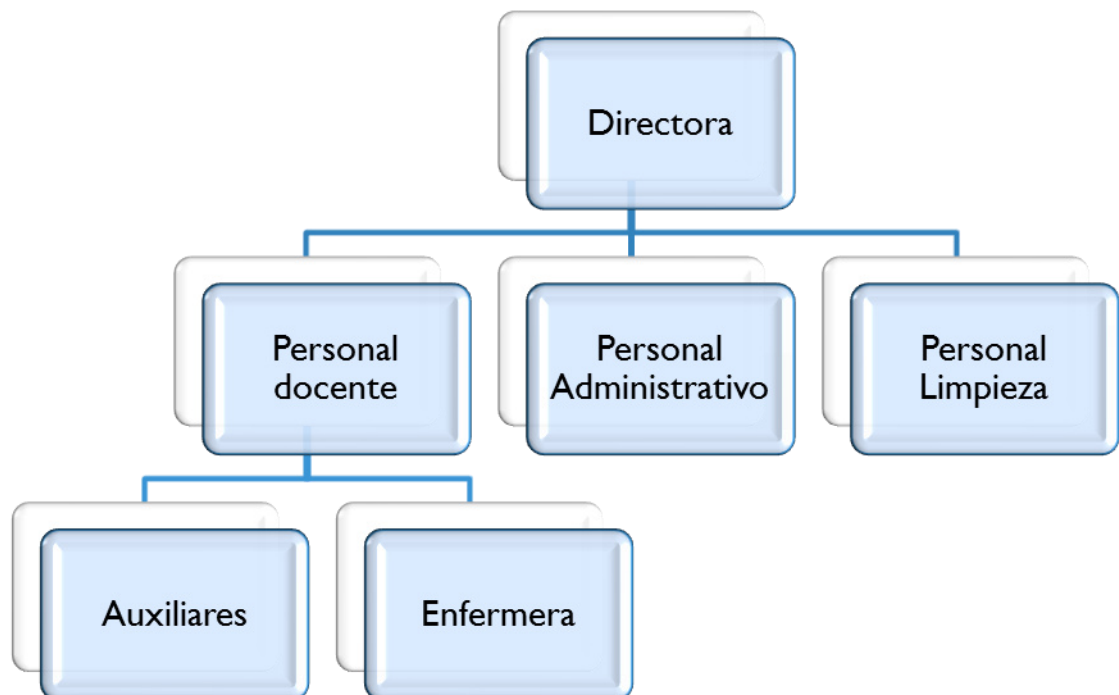 Directora
Personal
docente
Personal
Administrativo
Personal
Limpieza
Auxiliares
Enfermera